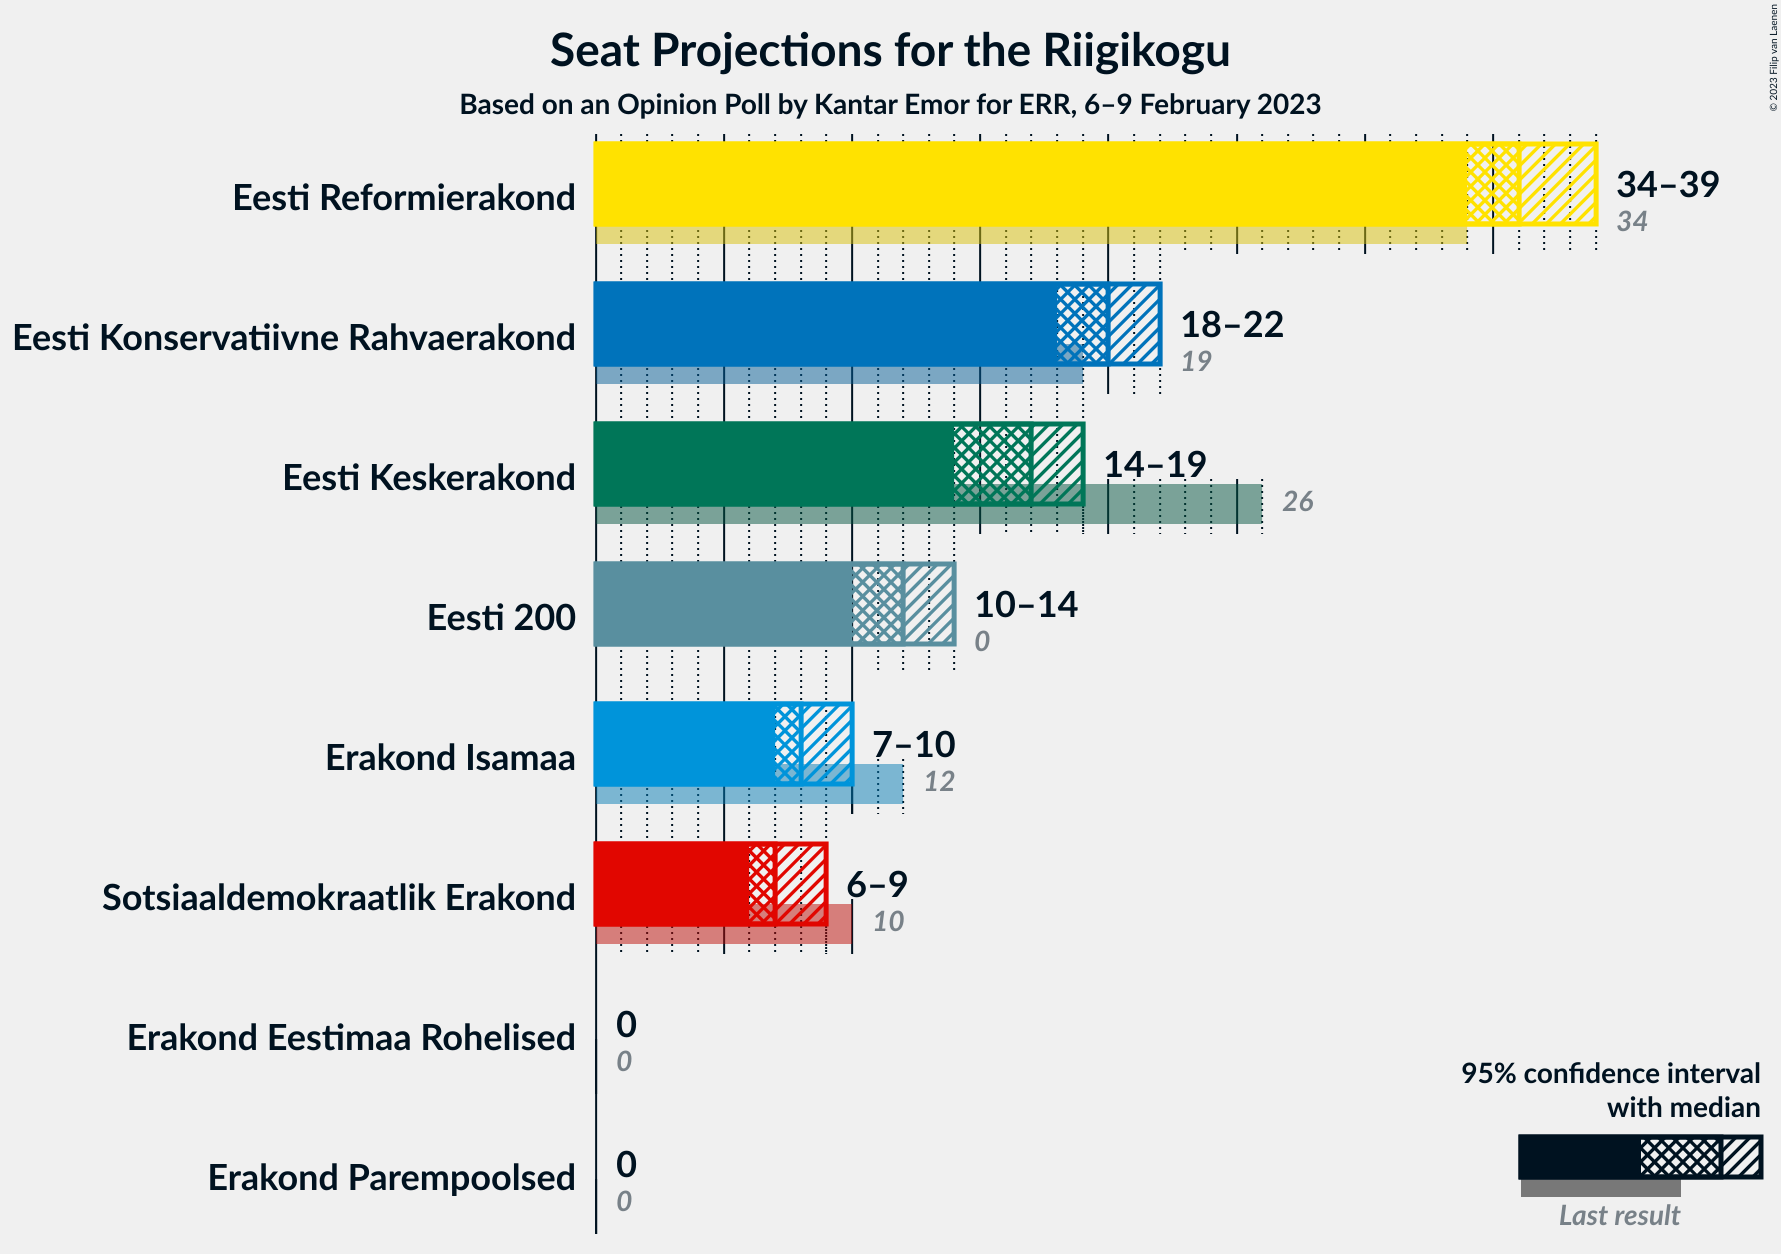 Seat Projections for the Riigikogu
Based on an Opinion Poll by Kantar Emor for ERR, 6–9 February 2023
© 2023 Filip van Laenen
Eesti Reformierakond
34–39
34
Eesti Konservatiivne Rahvaerakond
18–22
19
Eesti Keskerakond
14–19
26
Eesti 200
10–14
0
Erakond Isamaa
7–10
12
Sotsiaaldemokraatlik Erakond
6–9
10
Erakond Eestimaa Rohelised
0
0
Erakond Parempoolsed
0
0
95% confidence interval
with median
Last result